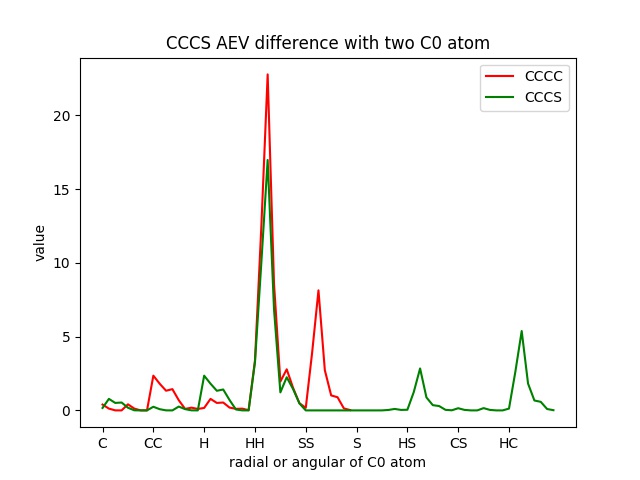 CCCS AEV difference with two C0 atom
CCCC
CCCS
value
20
15
10
5
0
C CC H HH SS S HS CS HC
radial or angular of C0 atom